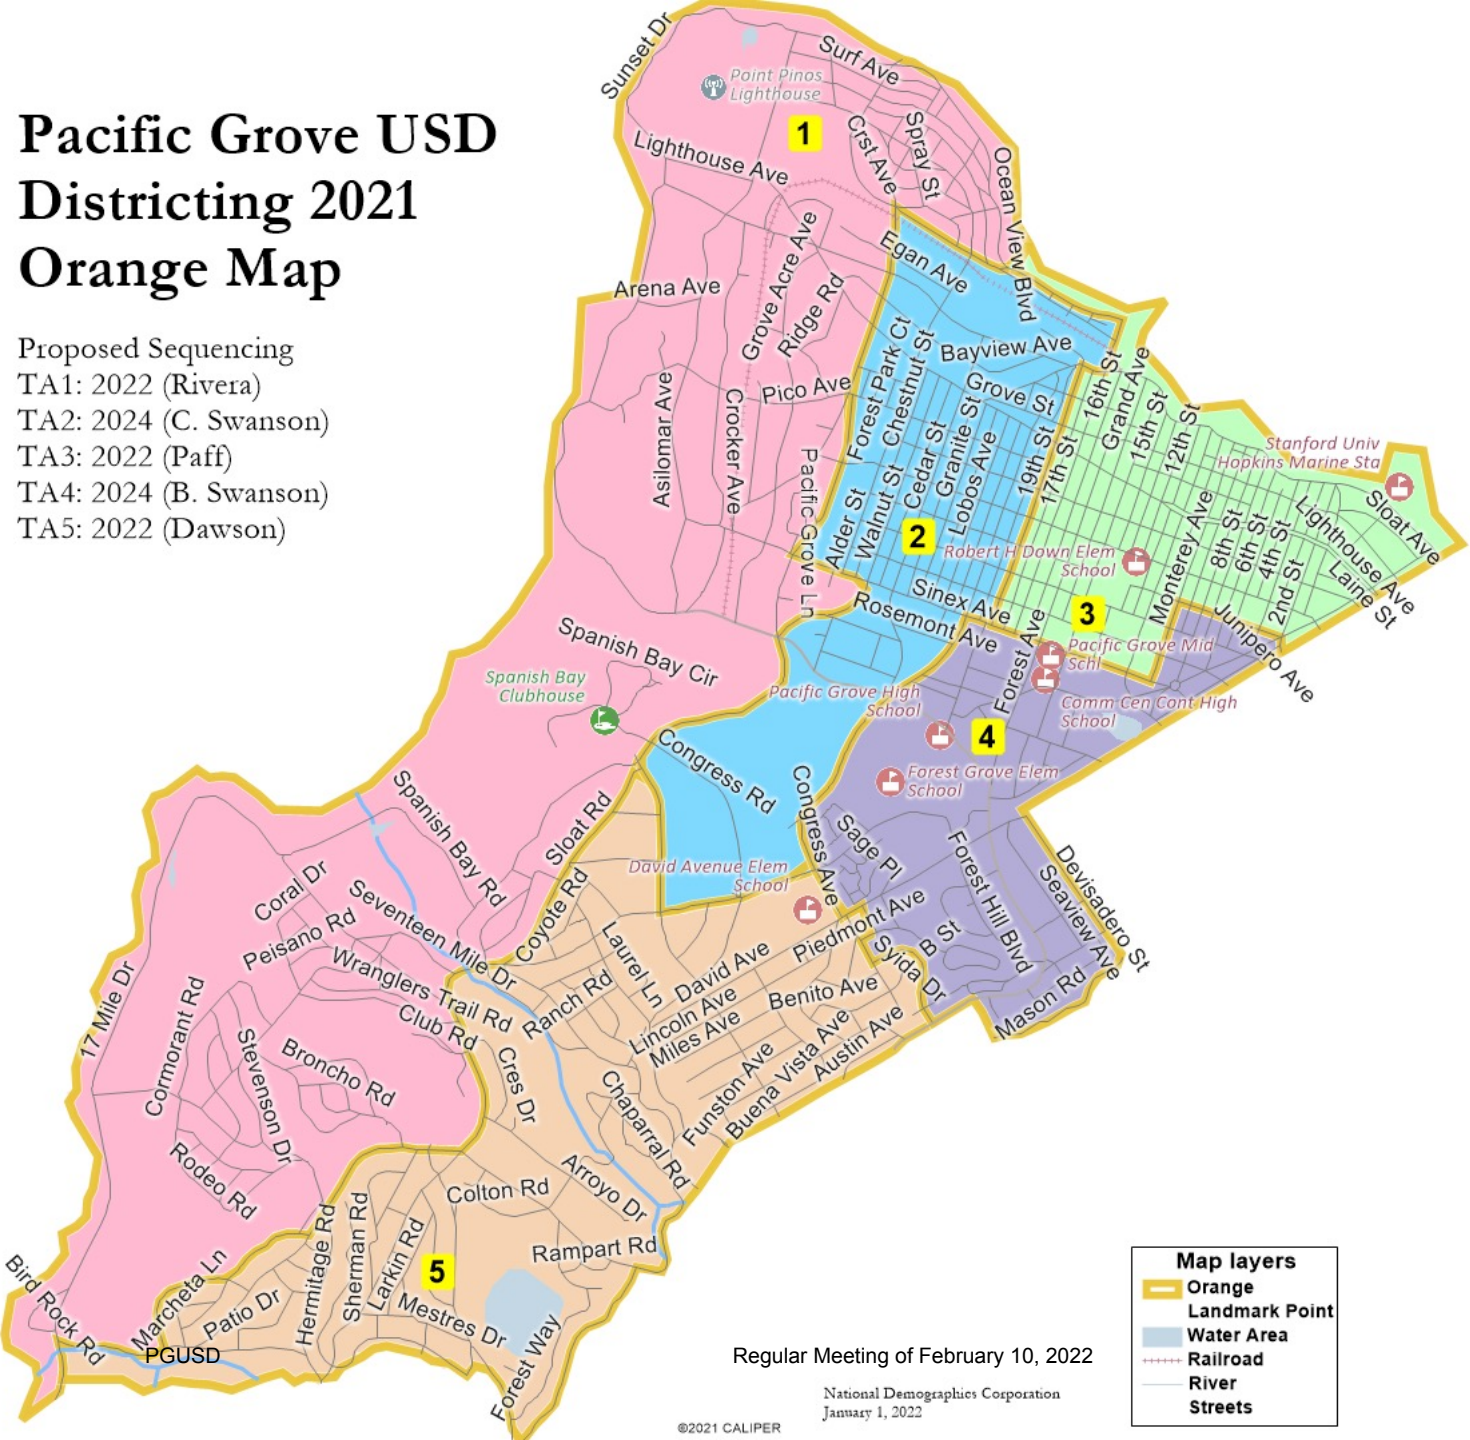 Pacific Grove USD
Districting 2021
Orange Map
Proposed Sequencing
TA1: 2022 (Rivera)
TA2: 2024 (C. Swanson)
TA3: 2022 (Paff)
TA4: 2024 (B. Swanson)
TA5: 2022 (Dawson)
Sunset Dr
Surf Ave
Point Pinos
Lighthouse
1
Crst Ave
Spray St
Lighthouse Ave
Ocean View Blvd
Egan Ave
Grove Acre Ave
Ridge Rd
Arena Ave
Bayview Ave
Forest Park Ct
Chestnut St
Pico Ave
Grove St
16th St
Grand Ave
15th St
12th St
Asilomar Ave
Crocker Ave
Pacific Grove Ln
Alder St
Walnut St
Cedar St
Granite St
Lobos Ave
19th St
17th St
Stanford Univ
Hopkins Marine Sta
Sloat Ave
Lighthouse Ave
Laine St
2
Robert H Down Elem
School
Monterey Ave
8th St
6th St
4th St
2nd St
Sinex Ave
Rosemont Ave
3
Junipero Ave
Forest Ave
Pacific Grove Mid
Schl
Comm Cen Cont High
School
Spanish Bay Cir
Spanish Bay
Clubhouse
Pacific Grove High
School
4
Forest Grove Elem
School
Congress Rd
Congress Ave
Spanish Bay Rd
Sloat Rd
Sage Pl
Forest Hill Blvd
Devisadero St
Seaview Ave
David Avenue Elem
School
Coral Dr
Peisano Rd
Seventeen Mile Dr
Coyote Rd
Laurel Ln
David Ave
Piedmont Ave
B St
Syida Dr
Mason Rd
Wranglers Trail Rd
Club Rd
Ranch Rd
Lincoln Ave
Miles Ave
Benito Ave
17 Mile Dr
Cormorant Rd
Stevenson Dr
Broncho Rd
Cres Dr
Chaparral Rd
Funston Ave
Buena Vista Ave
Austin Ave
Rodeo Rd
Arroyo Dr
Colton Rd
Rampart Rd
Hermitage Rd
Sherman Rd
Larkin Rd
5
Bird Rock Rd
Marcheta Ln
Patio Dr
Mestres Dr
Forest Way
PGUSD
Regular Meeting of February 10, 2022
National Demographics Corporation
January 1, 2022
©2021 CALIPER
Map layers
Orange
Landmark Point
Water Area
Railroad
River
Streets